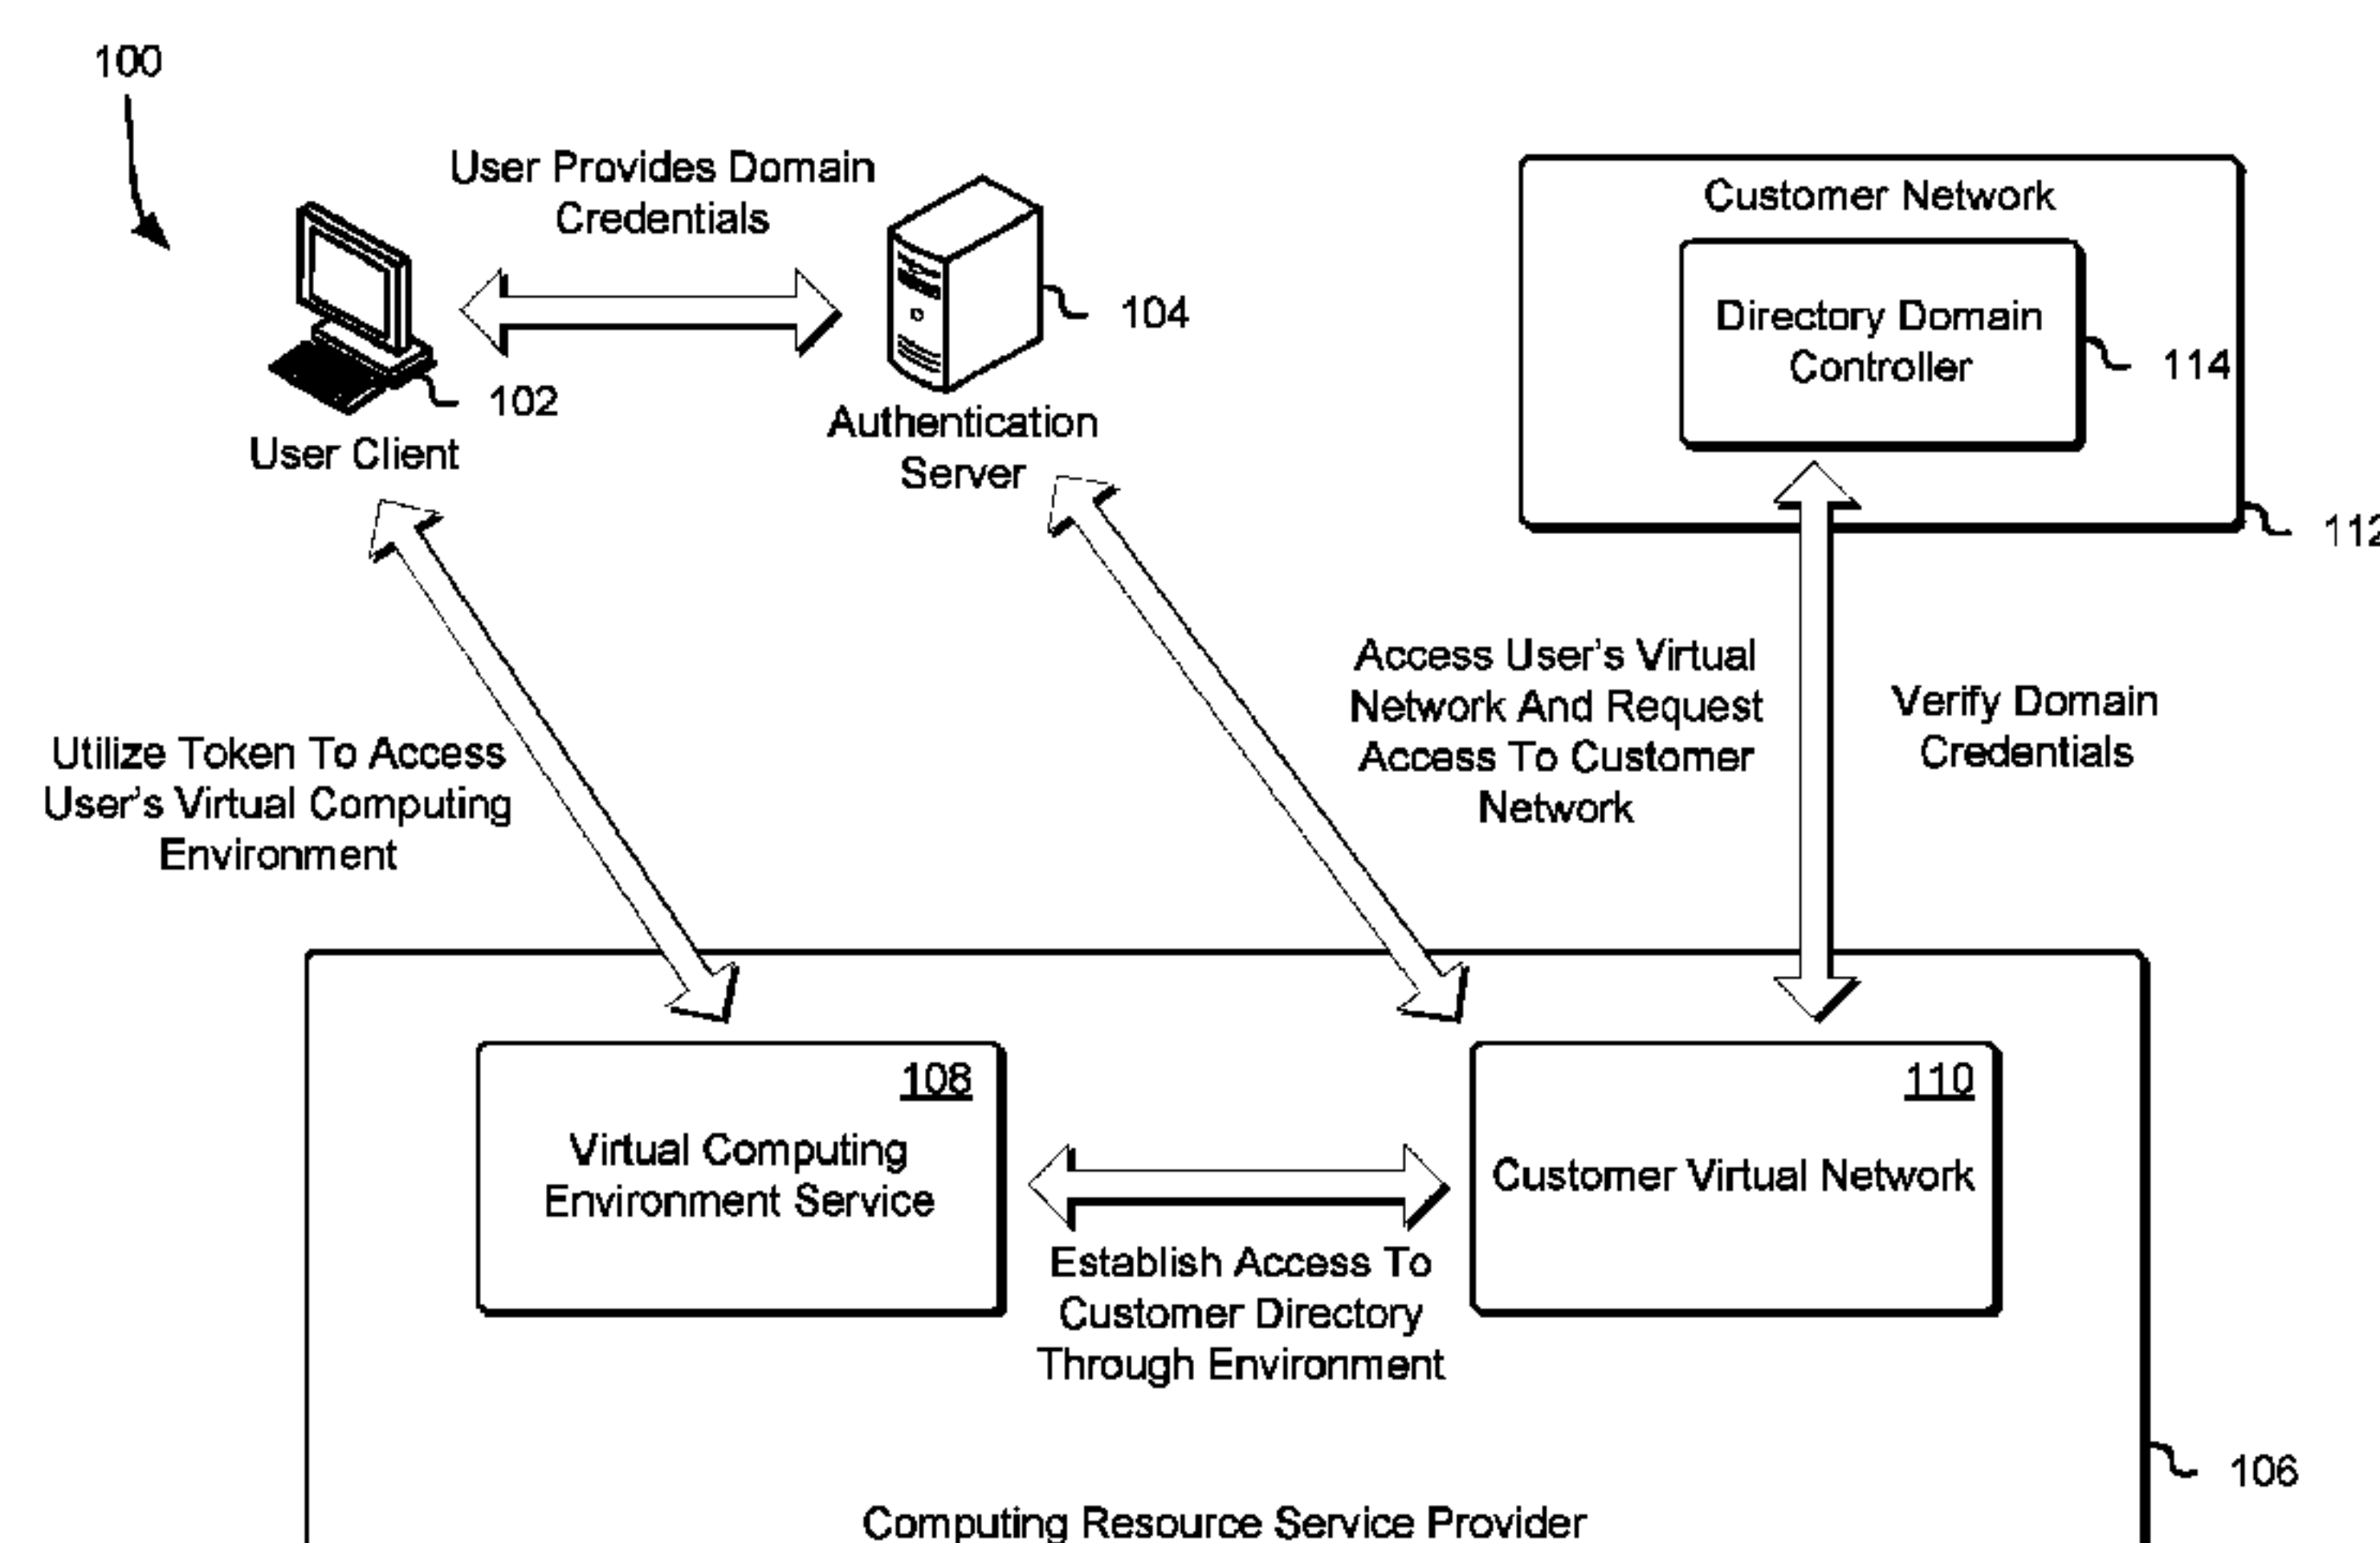 100
User Provides Domain
Credentials
104
102
User Client
Authentication
Server
Customer Network
Directory Domain
Controller
114
112
Utilize Token To Access
User's Virtual Computing
Environment
Access User's Virtual
Network And Request
Access To Customer
Network
Verify Domain
Credentials
108
Virtual Computing
Environment Service
110
Customer Virtual Network
Establish Access To
Customer Directory
Through Environment
106
Computing Resource Service Provider